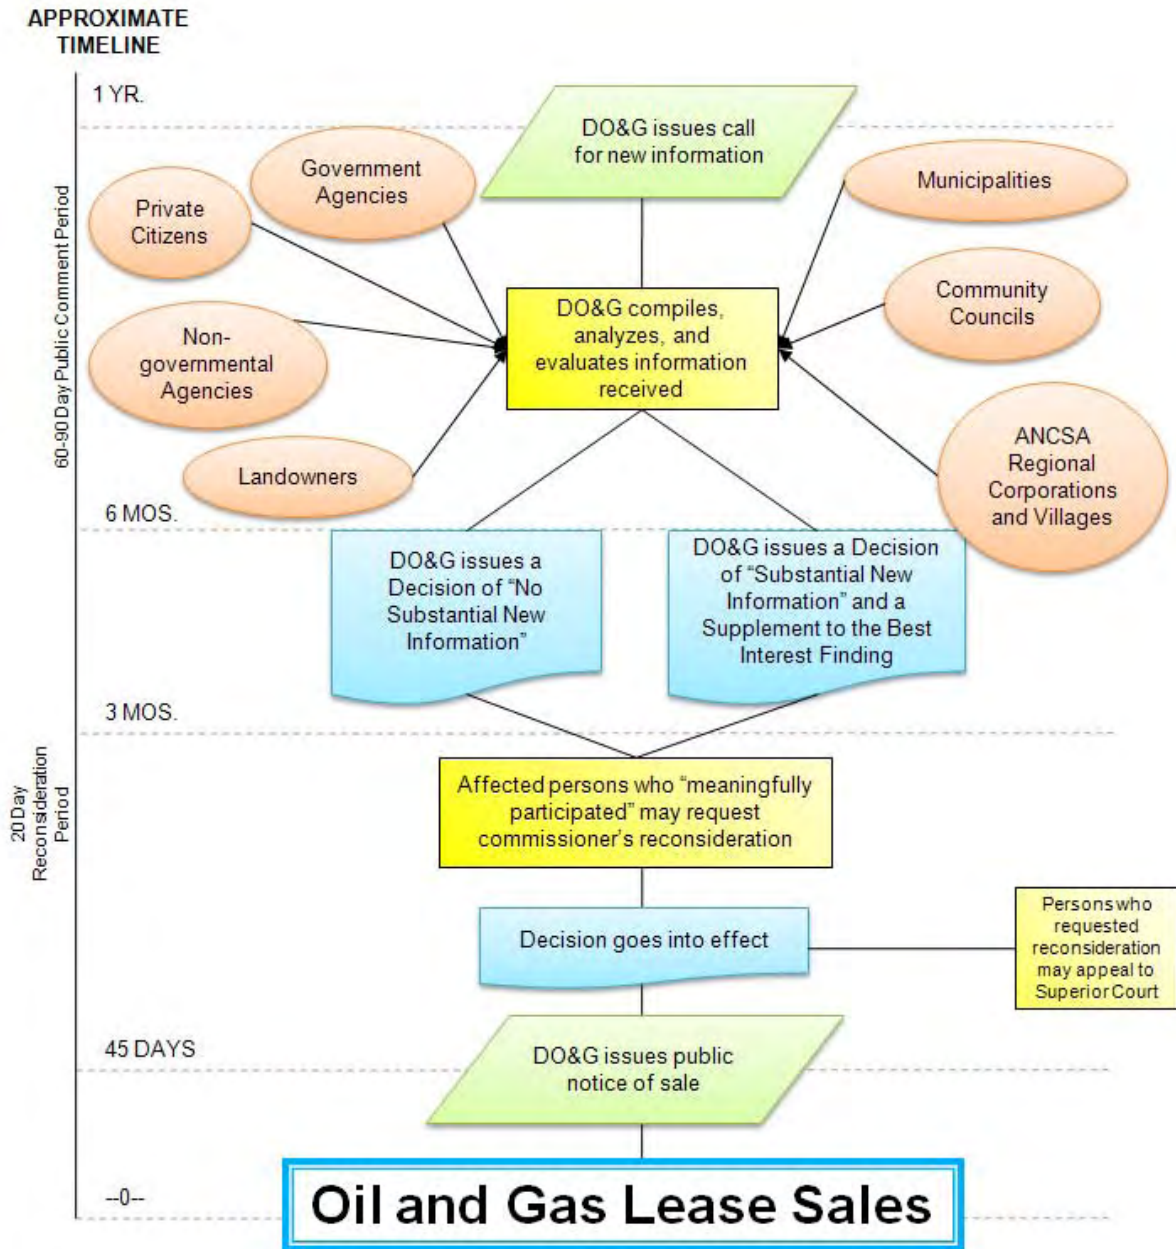 APPROXIMATE
TIMELINE
1 YR.
DO&G issues call
for new information
Government
Agencies
Municipalities
Private
Citizens
60-90 Day Public Comment Period
Community
Councils
DO&G compiles,
analyzes, and
evaluates information
received
Non-
governmental
Agencies
ANCSA
Regional
Corporations
and Villages
Landowners
6 MOS.
DO&G issues a
Decision of “No
Substantial New
Information”
DO&G issues a Decision
of “Substantial New
Information” and a
Supplement to the Best
Interest Finding
3 MOS.
20 Day
Reconsideration
Period
Affected persons who “meaningfully
participated” may request
commissioner’s reconsideration
Decision goes into effect
Persons who
requested
reconsideration
may appeal to
Superior Court
45 DAYS
DO&G issues public
notice of sale
--0--
Oil and Gas Lease Sales